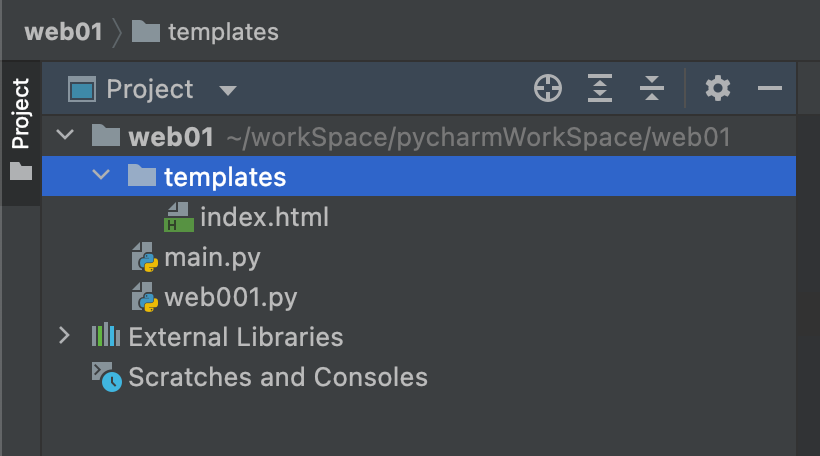 web01 templates
Project
Project
web01 ~/workSpace/pycharmWorkSpace/web01
templates
H index.html
main.py
web001.py
External Libraries
Scratches and Consoles